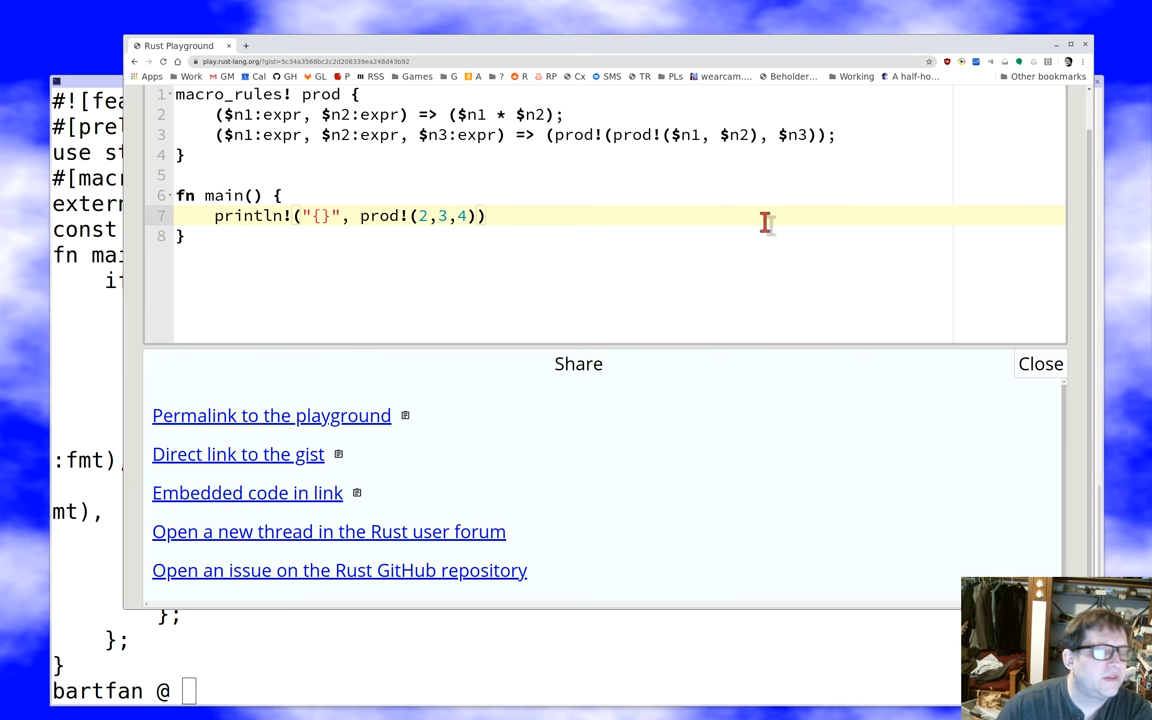 Rust Playground
play.rust-lang.org/?gist=5c34a3568bc2c2d208339ea248d43b92
Apps Work GM Cal GH GL P RSS Games G A ? R RP Cx SMS TR PLs wearcam.... Beholder... Working A half-ho... Other bookmarks
1 macro_rules! prod {
2 ($n1:expr, $n2:expr) => ($n1 * $n2);
3 ($n1:expr, $n2:expr, $n3:expr) => (prod!(prod!($n1, $n2), $n3));
4 }
5
6 fn main() {
7 println!("{}", prod!(2,3,4))
8 }
Share
Close
Permalink to the playground
Direct link to the gist
Embedded code in link
Open a new thread in the Rust user forum
Open an issue on the Rust GitHub repository
#![fea
#[prel
use st
#[macr
extern
const
fn mai
:fmt),
mt),
};
};
}
bartfan @